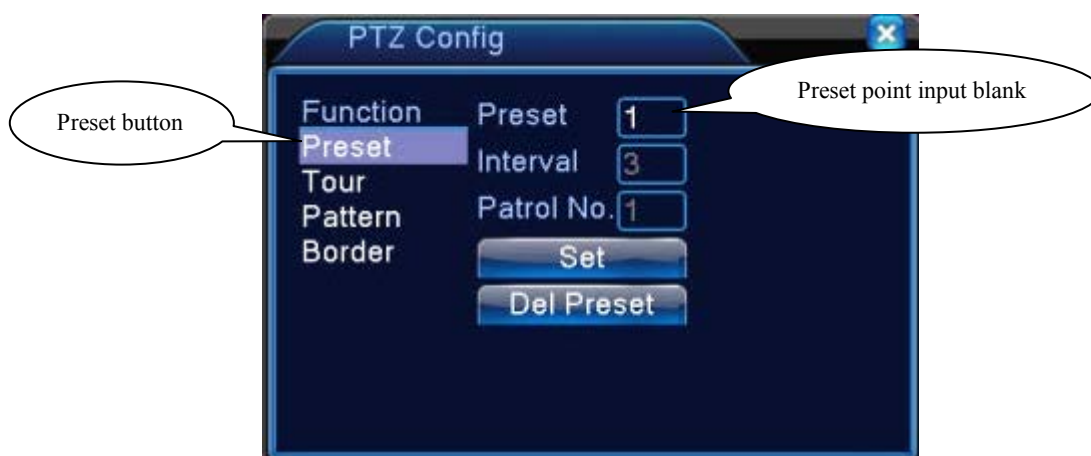 PTZ Config
Preset point input blank
Preset button
Function
Preset
Tour
Pattern
Border
Preset 1
Interval 3
Patrol No. 1
Set
Del Preset